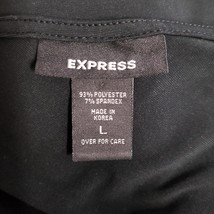 EXPRESS
93% POLYESTER
7% SPANDEX
MADE IN
KOREA
L
OVER FOR CARE